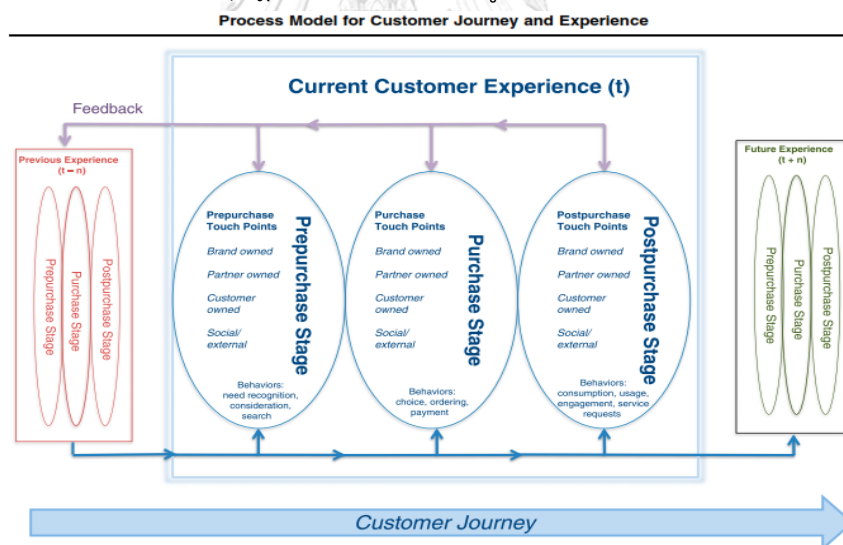 Process Model for Customer Journey and Experience
Current Customer Experience (t)
Feedback
Previous Experience
(t – n)
Prepurchase Stage
Purchase Stage
Postpurchase Stage
Prepurchase
Touch Points
Brand owned
Partner owned
Customer
owned
Social/
external
Behaviors:
need recognition,
consideration,
search
Prepurchase Stage
Purchase
Touch Points
Brand owned
Partner owned
Customer
owned
Social/
external
Behaviors:
choice, ordering,
payment
Purchase Stage
Postpurchase
Touch Points
Brand owned
Partner owned
Customer
owned
Social/
external
Behaviors:
consumption, usage,
engagement, service
requests
Postpurchase Stage
Future Experience
(t + n)
Prepurchase Stage
Purchase Stage
Postpurchase Stage
Customer Journey